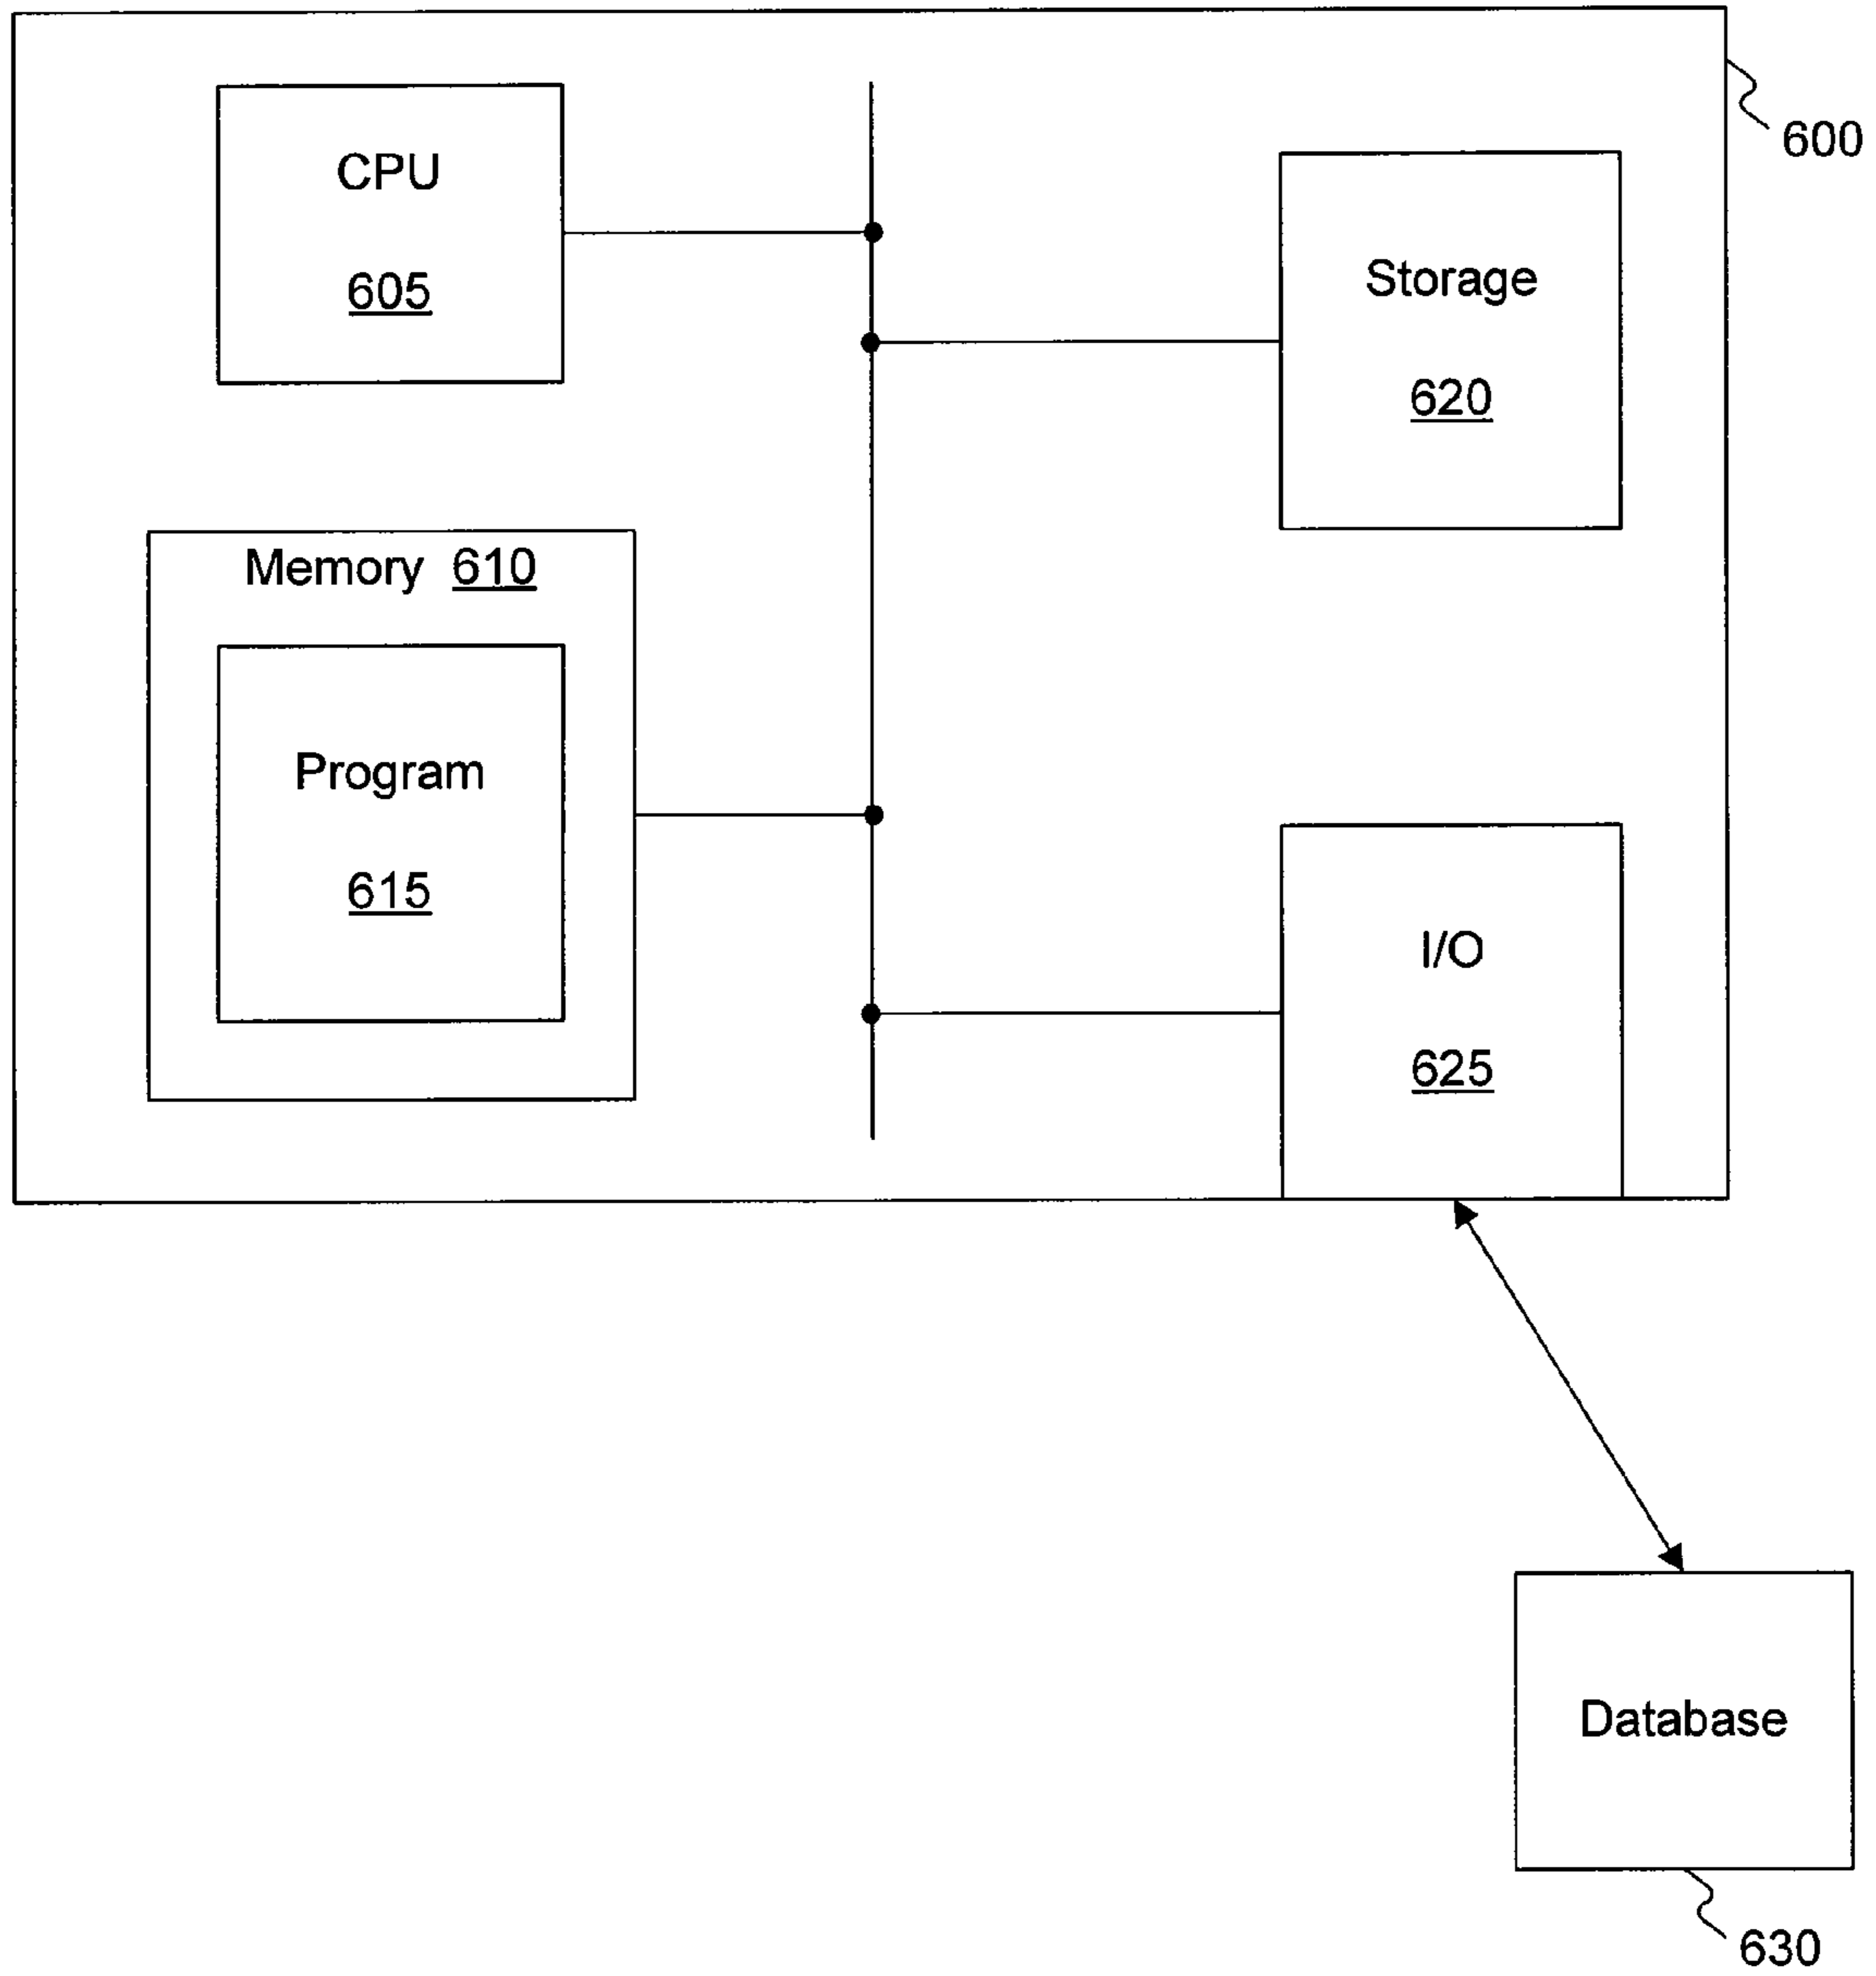 600
CPU
605
Storage
620
Memory 610
Program
615
I/O
625
Database
630